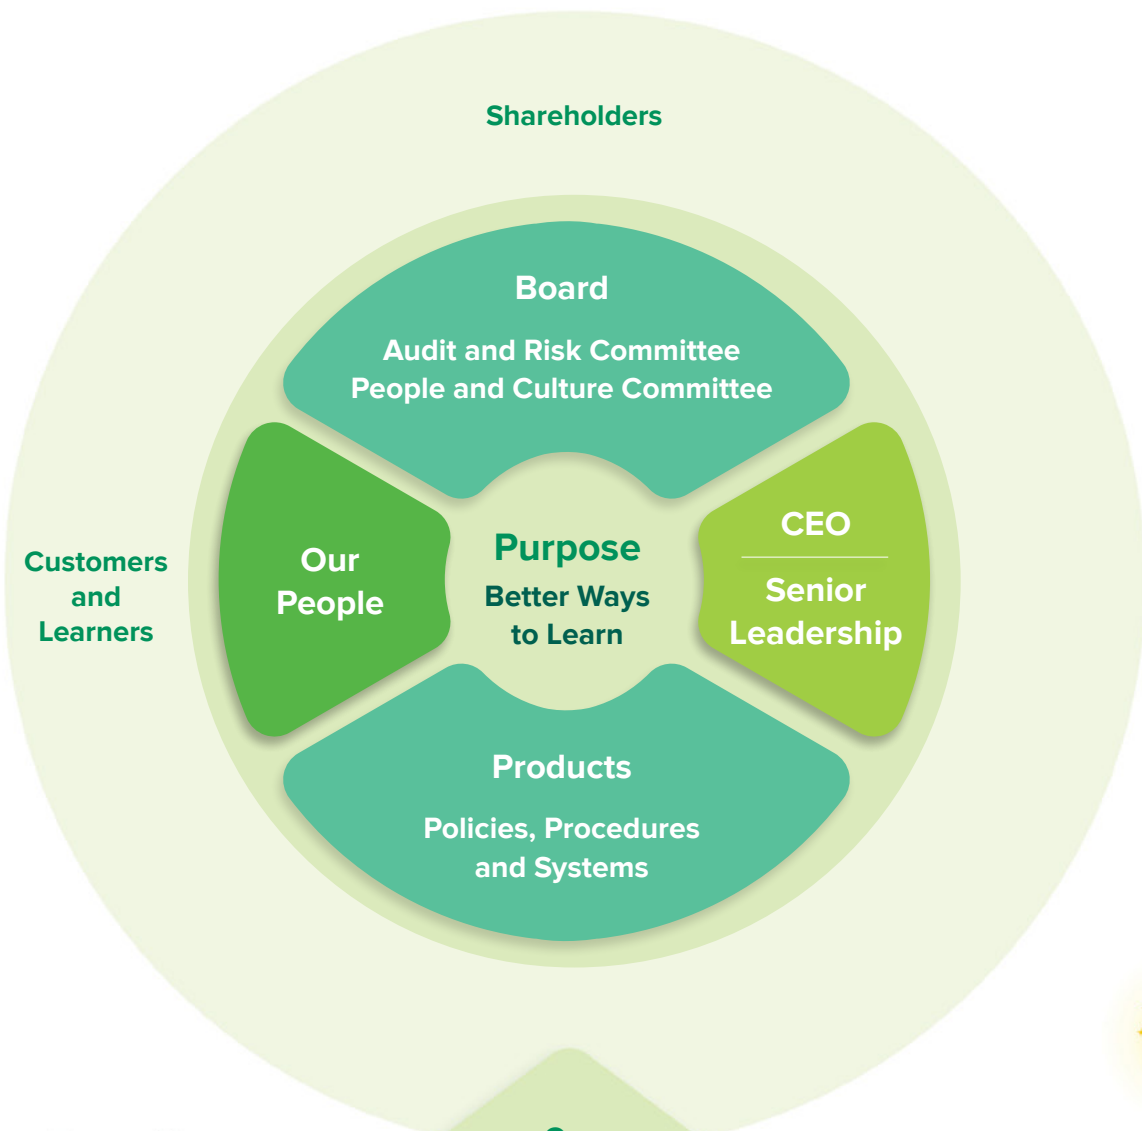 Shareholders
Board
Audit and Risk Committee
People and Culture Committee
Customers
and
Learners
Our
People
Purpose
Better Ways
to Learn
CEO
Senior
Leadership
Products
Policies, Procedures
and Systems